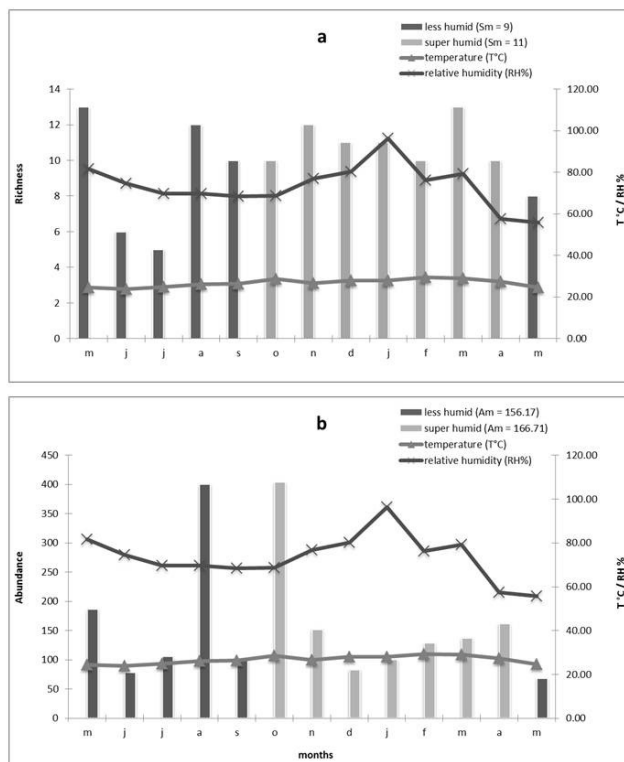 a
less humid (Sm = 9)
super humid (Sm = 11)
temperature (T°C)
relative humidity (RH%)
14
12
10
8
6
4
2
0
Richness
120.00
100.00
80.00
60.00
40.00
20.00
0.00
T °C / RH %
m j j a s o n d j f m a m
b
less humid (Am = 156.17)
super humid (Am = 166.71)
temperature (T°C)
relative humidity (RH%)
450
400
350
300
250
200
150
100
50
0
Abundance
120.00
100.00
80.00
60.00
40.00
20.00
0.00
T °C / RH %
m j j a s o n d j f m a m
months